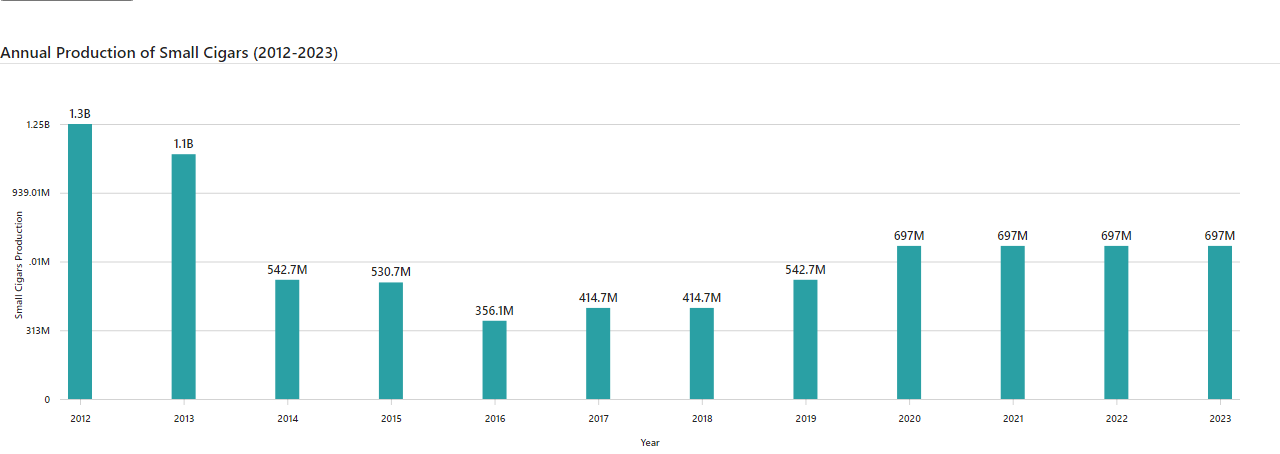 Annual Production of Small Cigars (2012-2023)
1.3B
1.25B
1.1B
939.01M
Small Cigars Production
697M 697M 697M 697M
.01M
542.7M 530.7M 542.7M
414.7M 414.7M
356.1M
313M
0
2012 2013 2014 2015 2016 2017 2018 2019 2020 2021 2022 2023
Year